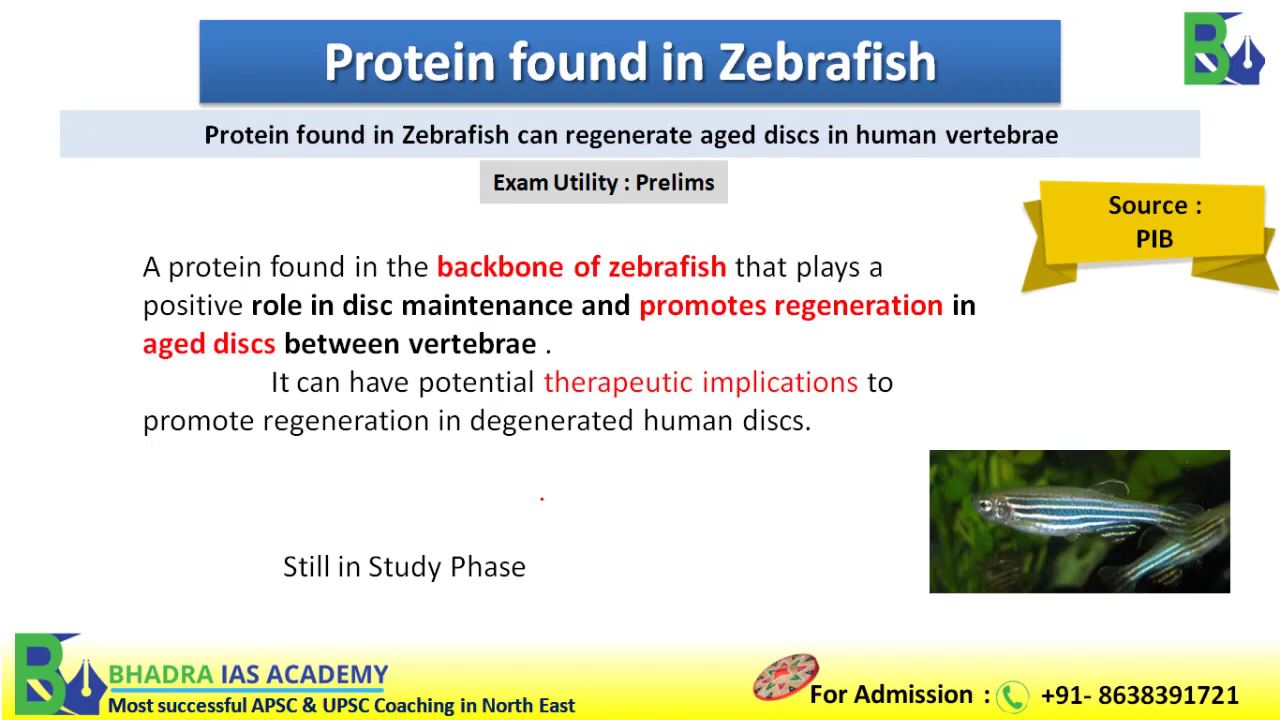 Protein found in Zebrafish
Protein found in Zebrafish can regenerate aged discs in human vertebrae
Exam Utility : Prelims
Source :
PIB
A protein found in the backbone of zebrafish that plays a
positive role in disc maintenance and promotes regeneration in
aged discs between vertebrae .
It can have potential therapeutic implications to
promote regeneration in degenerated human discs.
Still in Study Phase
BHADRA IAS ACADEMY
Most successful APSC & UPSC Coaching in North East
For Admission : +91- 8638391721